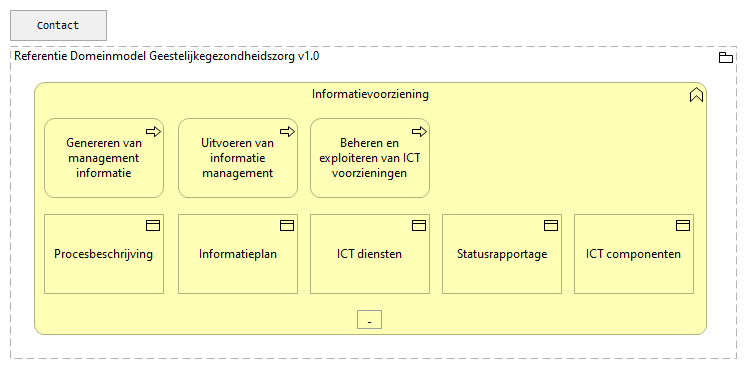 Contact
Referentie Domeinmodel Geestelijkegezondheidszorg v1.0
Informatievoorziening
Genereren van
management
informatie
Uitvoeren van
informatie
management
Beheren en
exploiteren van ICT
voorzieningen
Procesbeschrijving
Informatieplan
ICT diensten
Statusrapportage
ICT componenten
-